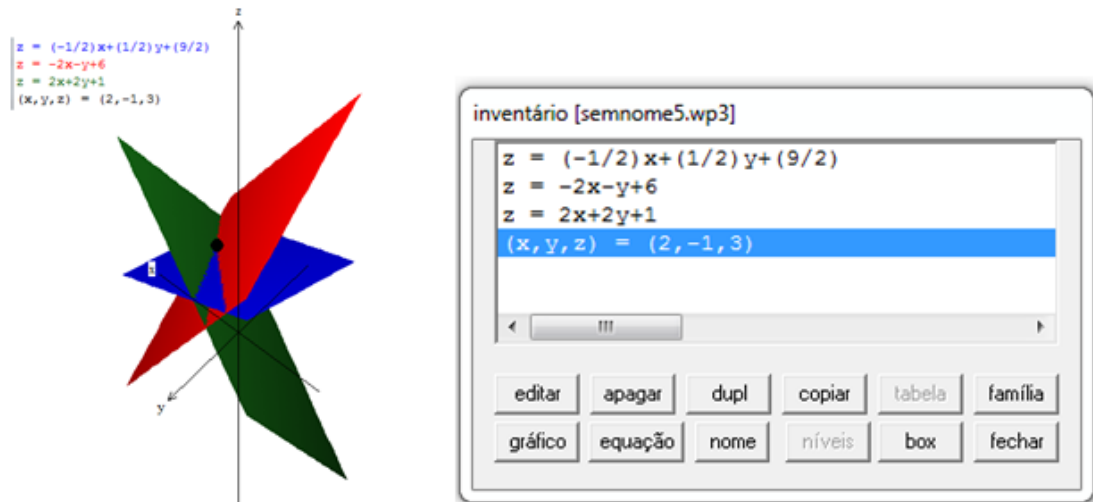 z
z = (-1/2)x+(1/2)y+(9/2)
z = -2x-y+6
z = 2x+2y+1
(x,y,z) = (2,-1,3)
x
y
inventário [semnome5.wp3]
z = (-1/2)x+(1/2)y+(9/2)
z = -2x-y+6
z = 2x+2y+1
(x,y,z) = (2,-1,3)
editar apagar dupl copiar tabela família
gráfico equação nome níveis box fechar